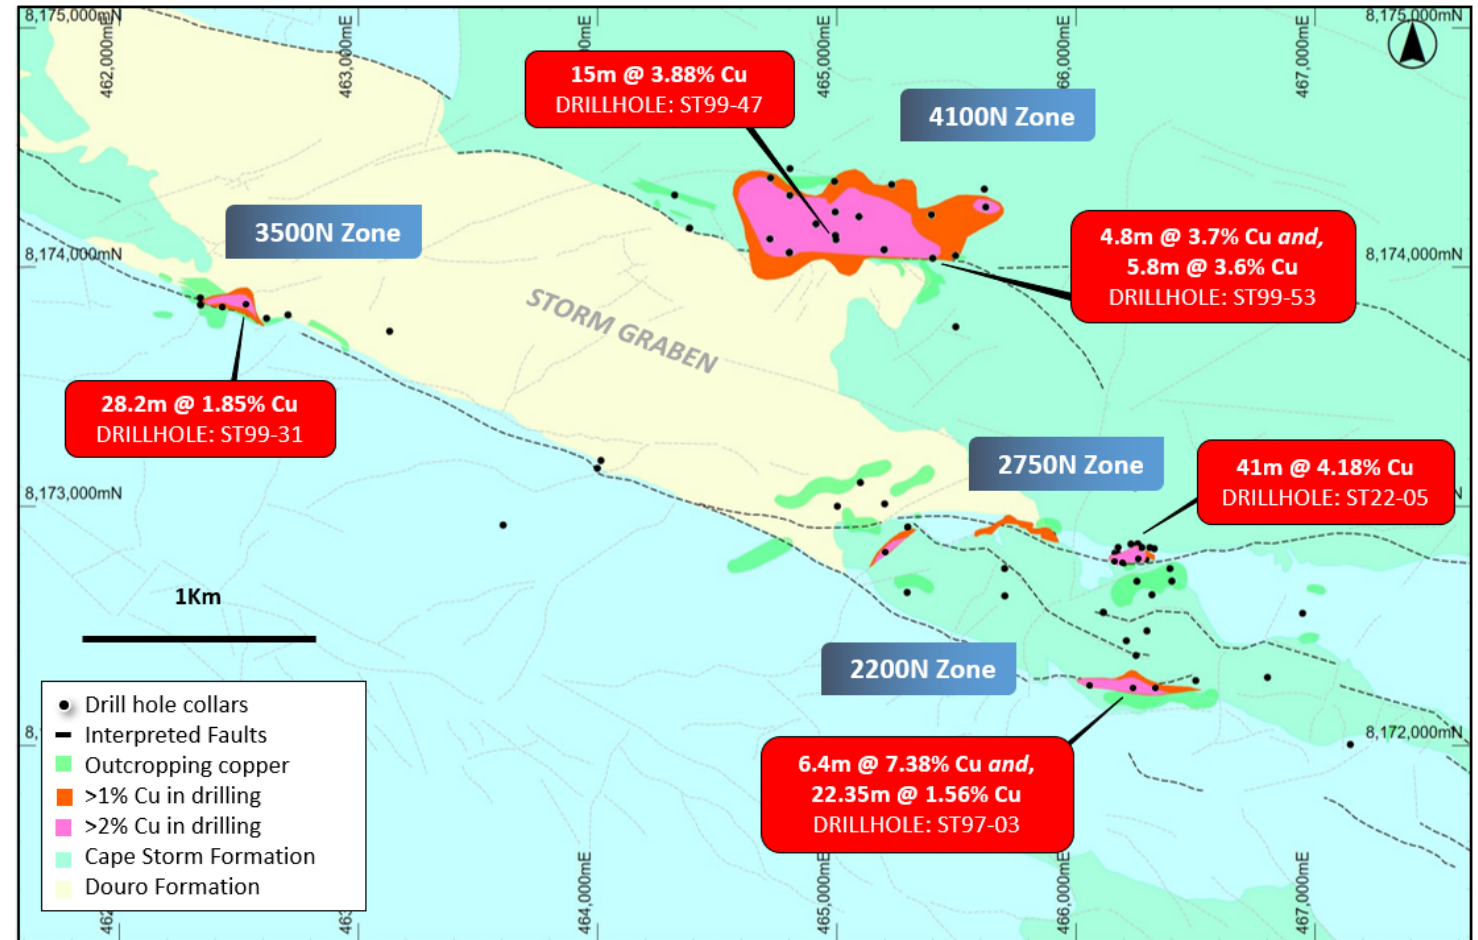 8,175,000mN
8,175,000mN
462,000mE
463,000mE
465,000mE
467,000mE
15m @ 3.88% Cu
DRILLHOLE: ST99-47
4100N Zone
3500N Zone
4.8m @ 3.7% Cu and,
5.8m @ 3.6% Cu
DRILLHOLE: ST99-53
8,174,000mN
8,174,000mN
STORM GRABEN
28.2m @ 1.85% Cu
DRILLHOLE: ST99-31
2750N Zone
41m @ 4.18% Cu
DRILLHOLE: ST22-05
8,173,000mN
1Km
2200N Zone
8,172,000mN
6.4m @ 7.38% Cu and,
22.35m @ 1.56% Cu
DRILLHOLE: ST97-03
Drill hole collars
Interpreted Faults
Outcropping copper
>1% Cu in drilling
>2% Cu in drilling
Cape Storm Formation
Douro Formation
464,000mE
465,000mE
466,000mE
467,000mE